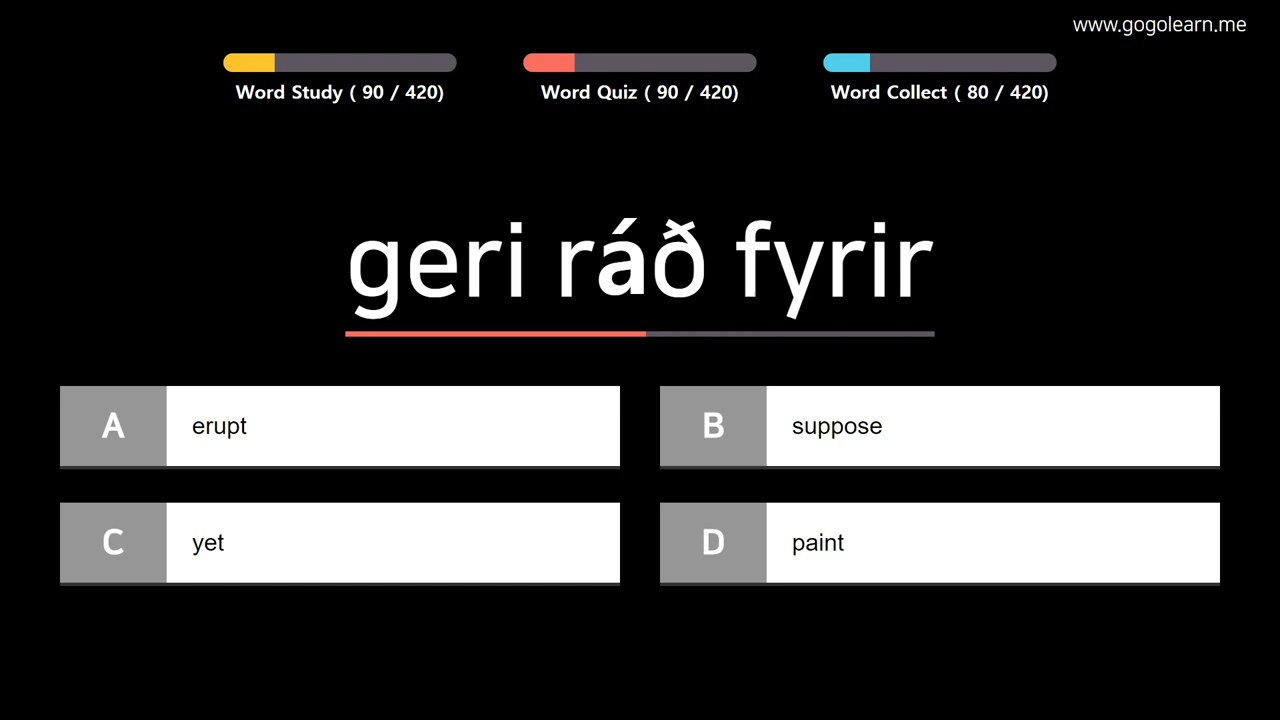 www.gogolearn.me
Word Study ( 90 / 420)
Word Quiz ( 90 / 420)
Word Collect ( 80 / 420)
geri ráð fyrir
A erupt
B suppose
C yet
D paint